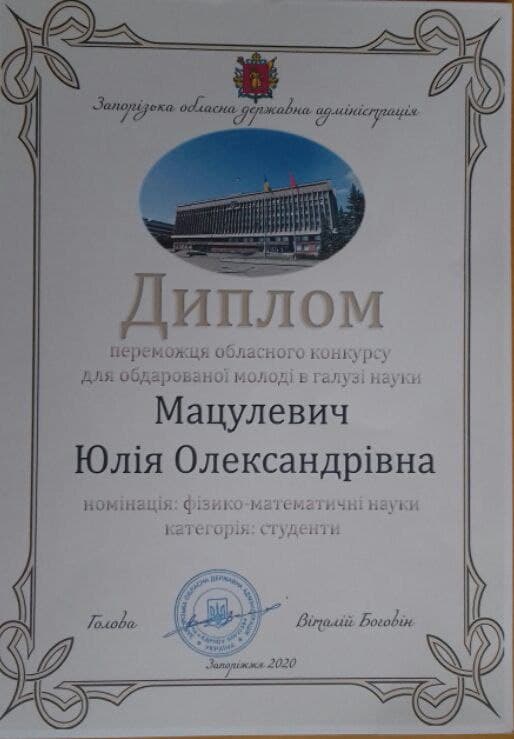 Запорізька обласна державна адміністрація
Диплом
переможця обласного конкурсу
для обдарованої молоді в галузі науки
Мацулевич
Юлія Олександрівна
номінація: фізико-математичні науки
категорія: студенти
Голова
Віталій Боговін
УКРАЇНА
Запоріжжя 2020